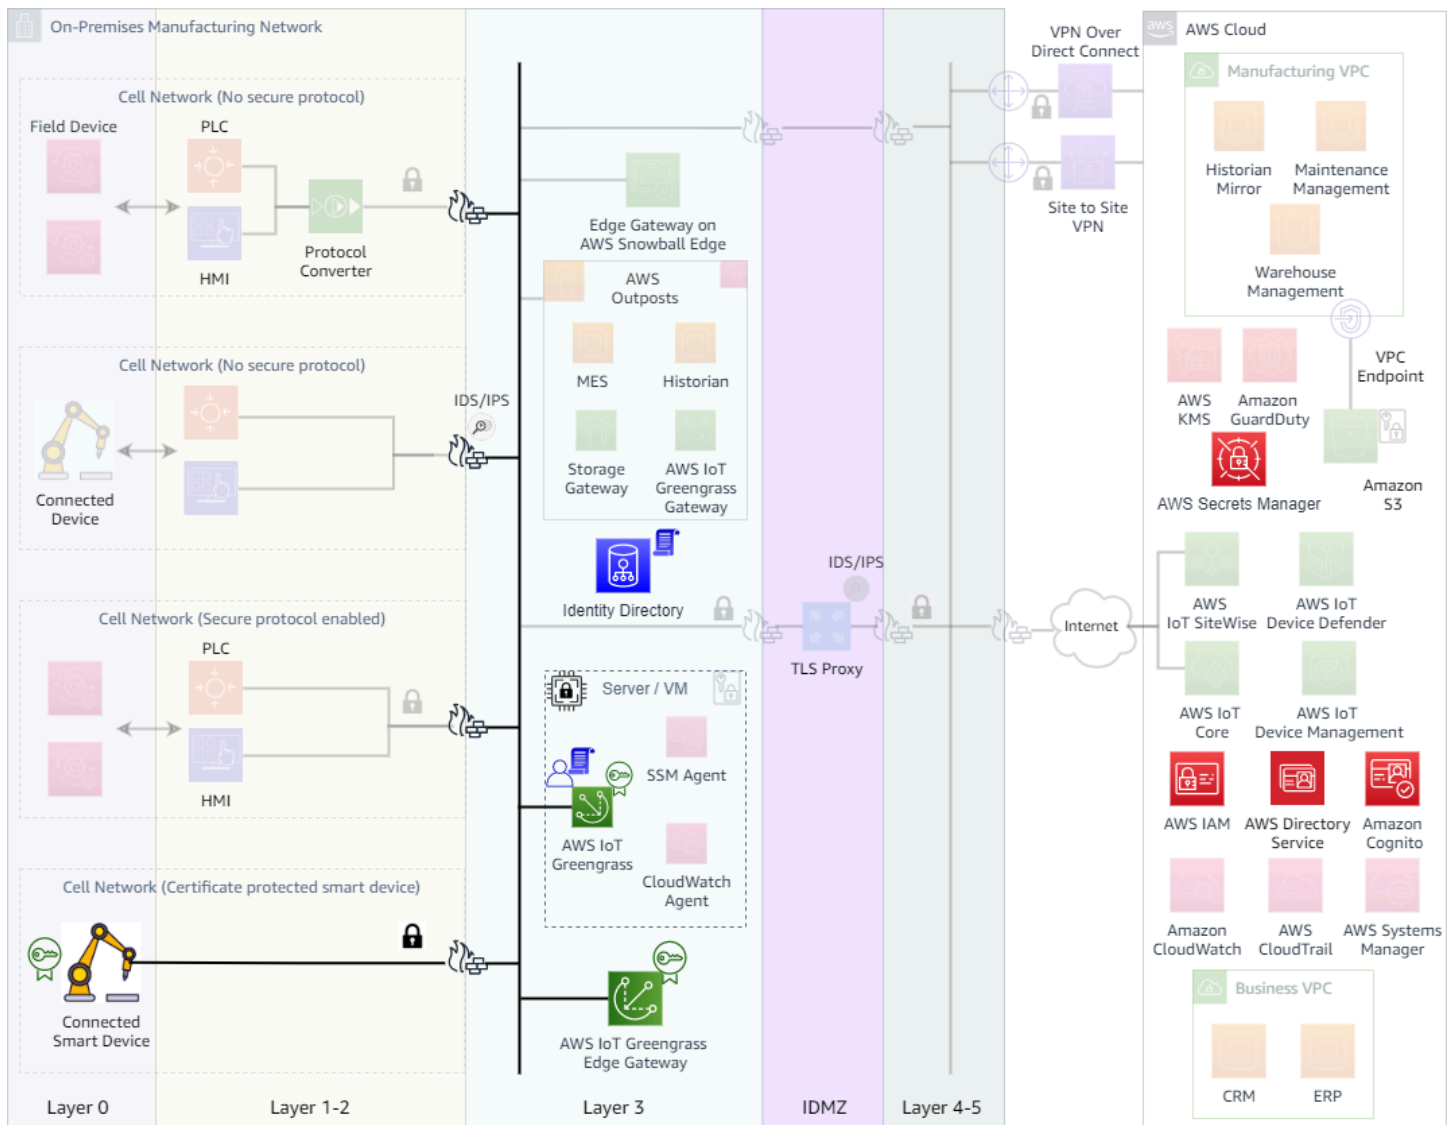 On-Premises Manufacturing Network
Cell Network (No secure protocol)
Field Device
PLC
HMI
Protocol
Converter
Cell Network (No secure protocol)
Connected
Device
IDS/IPS
Cell Network (Secure protocol enabled)
PLC
HMI
Cell Network (Certificate protected smart device)
Connected
Smart Device
Edge Gateway on
AWS Snowball Edge
AWS
Outposts
MES
Historian
Storage
Gateway
AWS IoT
Greengrass
Gateway
Identity Directory
Server / VM
SSM Agent
AWS IoT
Greengrass
CloudWatch
Agent
AWS IoT Greengrass
Edge Gateway
IDS/IPS
TLS Proxy
VPN Over
Direct Connect
Site to Site
VPN
Internet
aws
AWS Cloud
Manufacturing VPC
Historian
Mirror
Maintenance
Management
Warehouse
Management
VPC
Endpoint
AWS
KMS
Amazon
GuardDuty
AWS Secrets Manager
Amazon
S3
AWS
IoT SiteWise
AWS IoT
Device Defender
AWS IoT
Core
AWS IoT
Device Management
AWS IAM
AWS Directory
Service
Amazon
Cognito
Amazon
CloudWatch
AWS
CloudTrail
AWS Systems
Manager
Business VPC
CRM
ERP
Layer 0
Layer 1-2
Layer 3
IDMZ
Layer 4-5